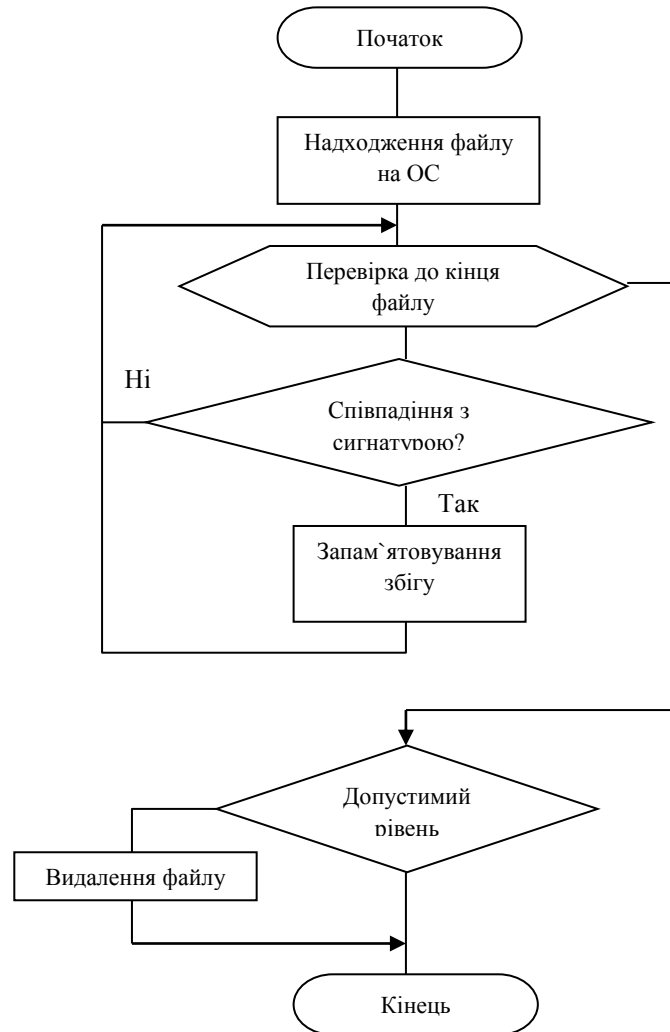 Початок
Надходження файлу
на ОС
Перевірка до кінця
файлу
Ні
Співпадіння з
сигнатурою?
Так
Запам`ятовування
збігу
Допустимий
рівень
Видалення файлу
Кінець